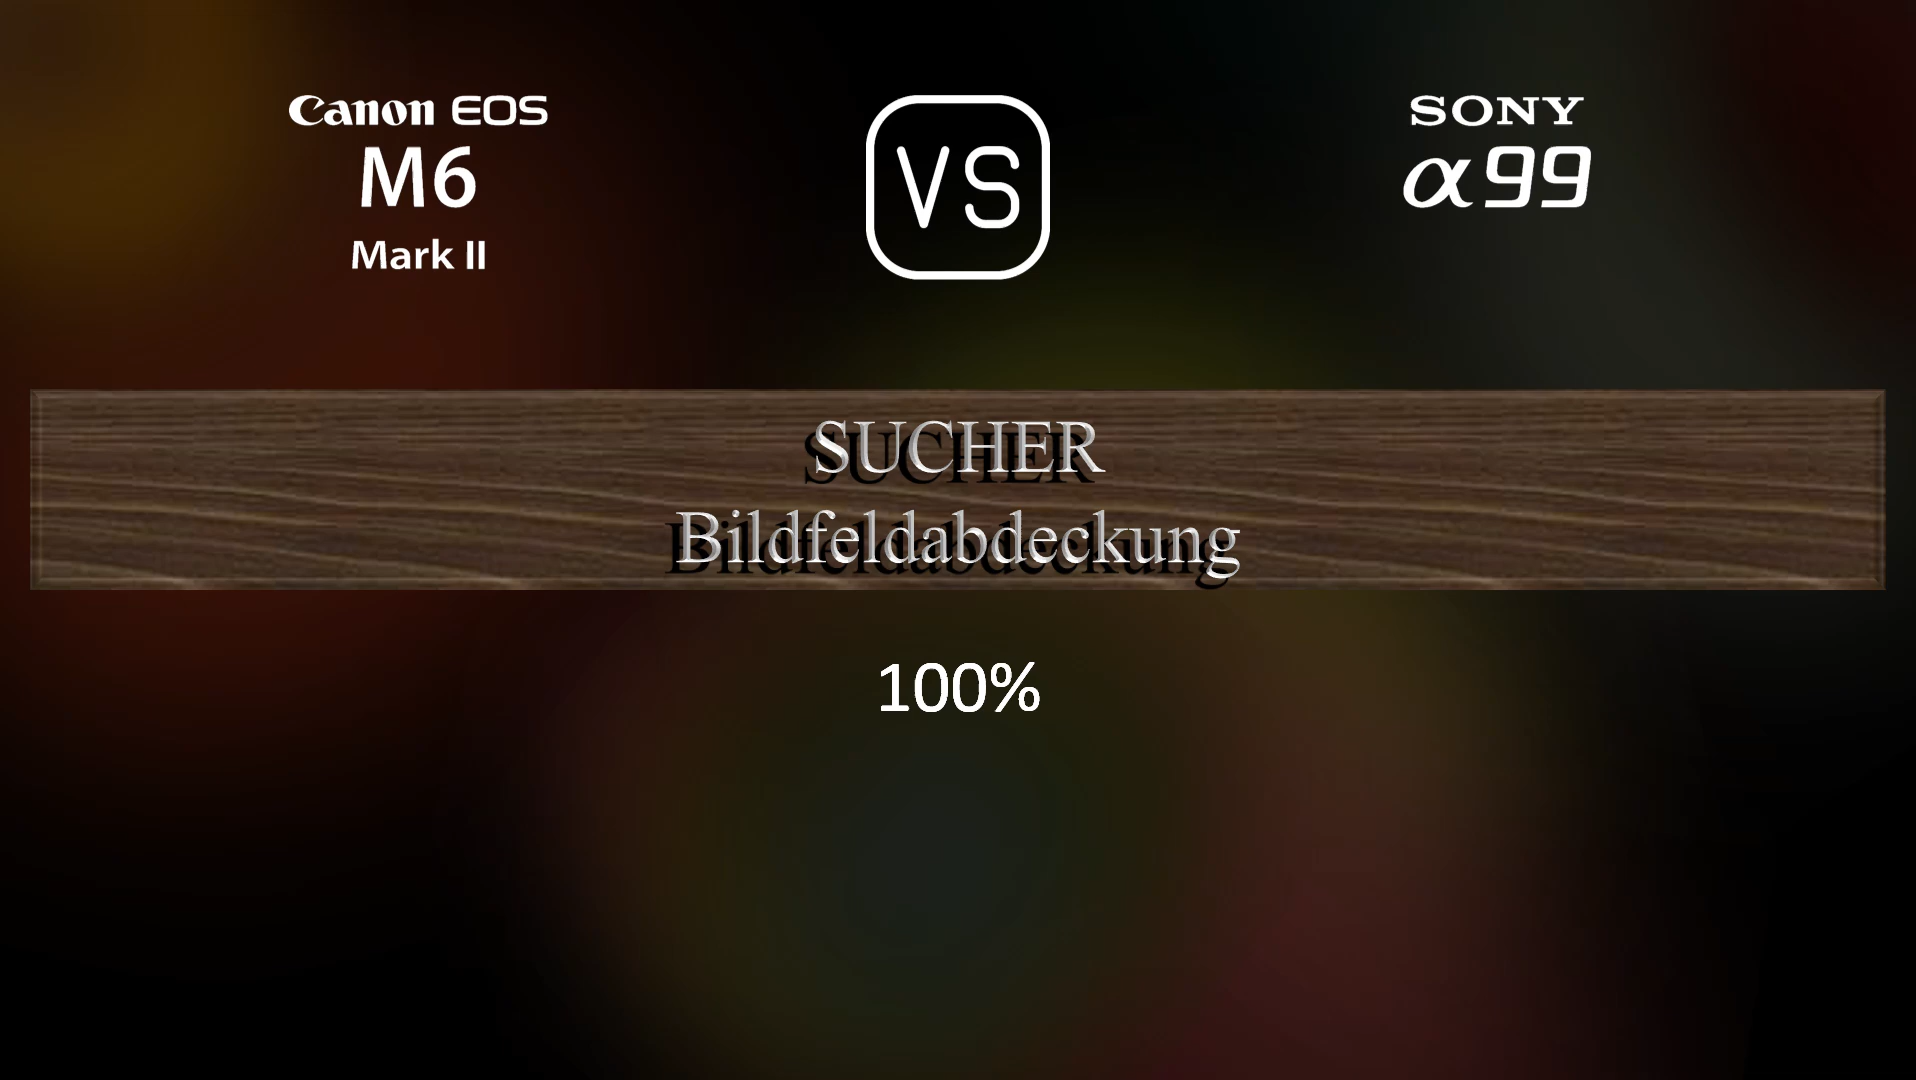 Canon EOS
M6
Mark II
VS
SONY
α99
SUCHER
Bildfeldabdeckung
100%